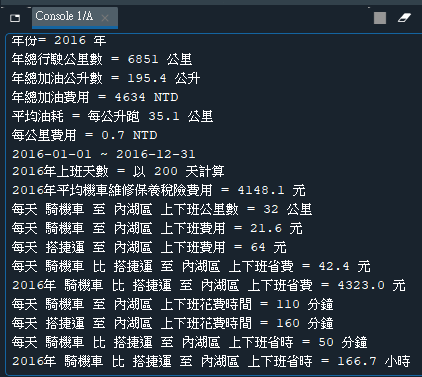 Console 1/A
年份= 2016 年
年總行駛公里數 = 6851 公里
年總加油公升數 = 195.4 公升
年總加油費用 = 4634 NTD
平均油耗 = 每公升跑 35.1 公里
每公里費用 = 0.7 NTD
2016-01-01 ~ 2016-12-31
2016年上班天數 = 以 200 天計算
2016年平均機車維修保養稅險費用 = 4148.1 元
每天 騎機車 至 內湖區 上下班公里數 = 32 公里
每天 騎機車 至 內湖區 上下班費用 = 21.6 元
每天 搭捷運 至 內湖區 上下班費用 = 64 元
每天 騎機車 比 搭捷運 至 內湖區 上下班省費 = 42.4 元
2016年 騎機車 比 搭捷運 至 內湖區 上下班省費 = 4323.0 元
每天 騎機車 至 內湖區 上下班花費時間 = 110 分鐘
每天 搭捷運 至 內湖區 上下班花費時間 = 160 分鐘
每天 騎機車 比 搭捷運 至 內湖區 上下班省時 = 50 分鐘
2016年 騎機車 比 搭捷運 至 內湖區 上下班省時 = 166.7 小時